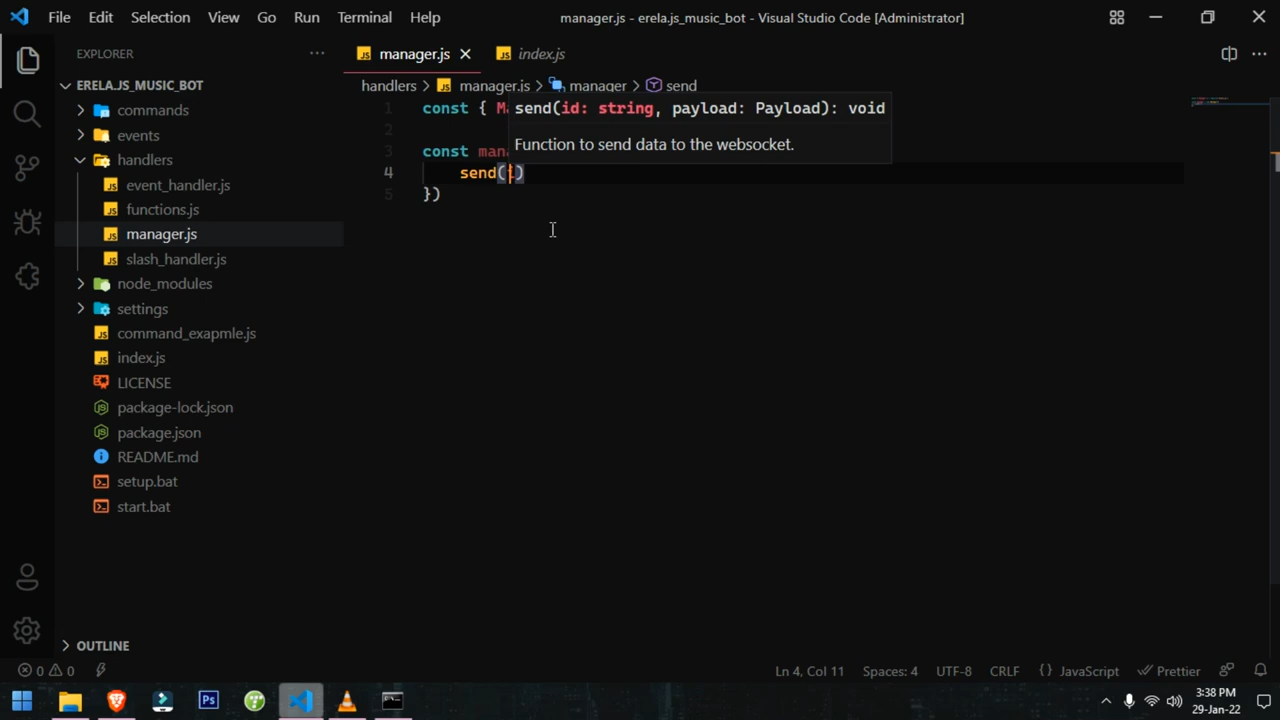 File Edit Selection View Go Run Terminal Help
manager.js - erela.js_music_bot - Visual Studio Code [Administrator]
EXPLORER
manager.js
index.js
ERELA.JS_MUSIC_BOT
handlers > manager.js > manager > send
commands
events
handlers
event_handler.js
functions.js
manager.js
slash_handler.js
node_modules
settings
command_exapmle.js
index.js
LICENSE
package-lock.json
package.json
README.md
setup.bat
start.bat
OUTLINE
1 const { M
send(id: string, payload: Payload): void
Function to send data to the websocket.
2
3 const man
4 send(i)
5 })
0 0
Ln 4, Col 11 Spaces: 4 UTF-8 CRLF {} JavaScript Prettier
Ps
3:38 PM
29-Jan-22